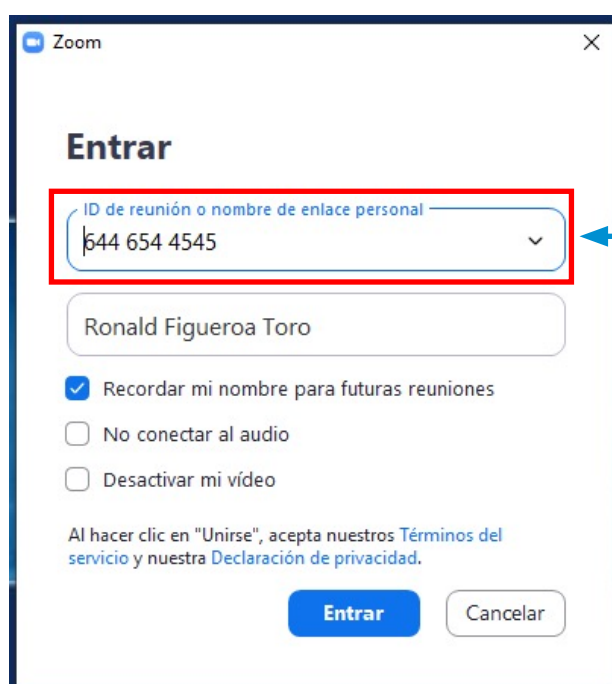 Zoom
Entrar
ID de reunión o nombre de enlace personal
644 654 4545
Ronald Figueroa Toro
Recordar mi nombre para futuras reuniones
No conectar al audio
Desactivar mi vídeo
Al hacer clic en "Unirse", acepta nuestros Términos del
servicio y nuestra Declaración de privacidad.
Entrar Cancelar